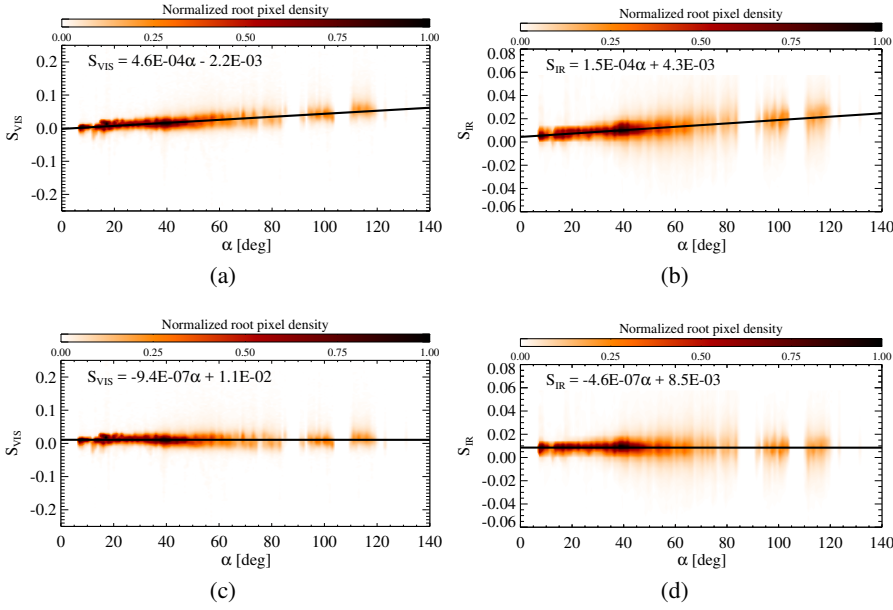 Normalized root pixel density
0.00 0.25 0.50 0.75 1.00
S_VIS = 4.6E-04α - 2.2E-03
0.2
0.1
0.0
-0.1
-0.2
S_VIS
0 20 40 60 80 100 120 140
α [deg]
(a)
Normalized root pixel density
0.00 0.25 0.50 0.75 1.00
S_IR = 1.5E-04α + 4.3E-03
0.08
0.06
0.04
0.02
0.00
-0.02
-0.04
-0.06
S_IR
0 20 40 60 80 100 120 140
α [deg]
(b)
Normalized root pixel density
0.00 0.25 0.50 0.75 1.00
S_VIS = -9.4E-07α + 1.1E-02
0.2
0.1
0.0
-0.1
-0.2
S_VIS
0 20 40 60 80 100 120 140
α [deg]
(c)
Normalized root pixel density
0.00 0.25 0.50 0.75 1.00
S_IR = -4.6E-07α + 8.5E-03
0.08
0.06
0.04
0.02
0.00
-0.02
-0.04
-0.06
S_IR
0 20 40 60 80 100 120 140
α [deg]
(d)